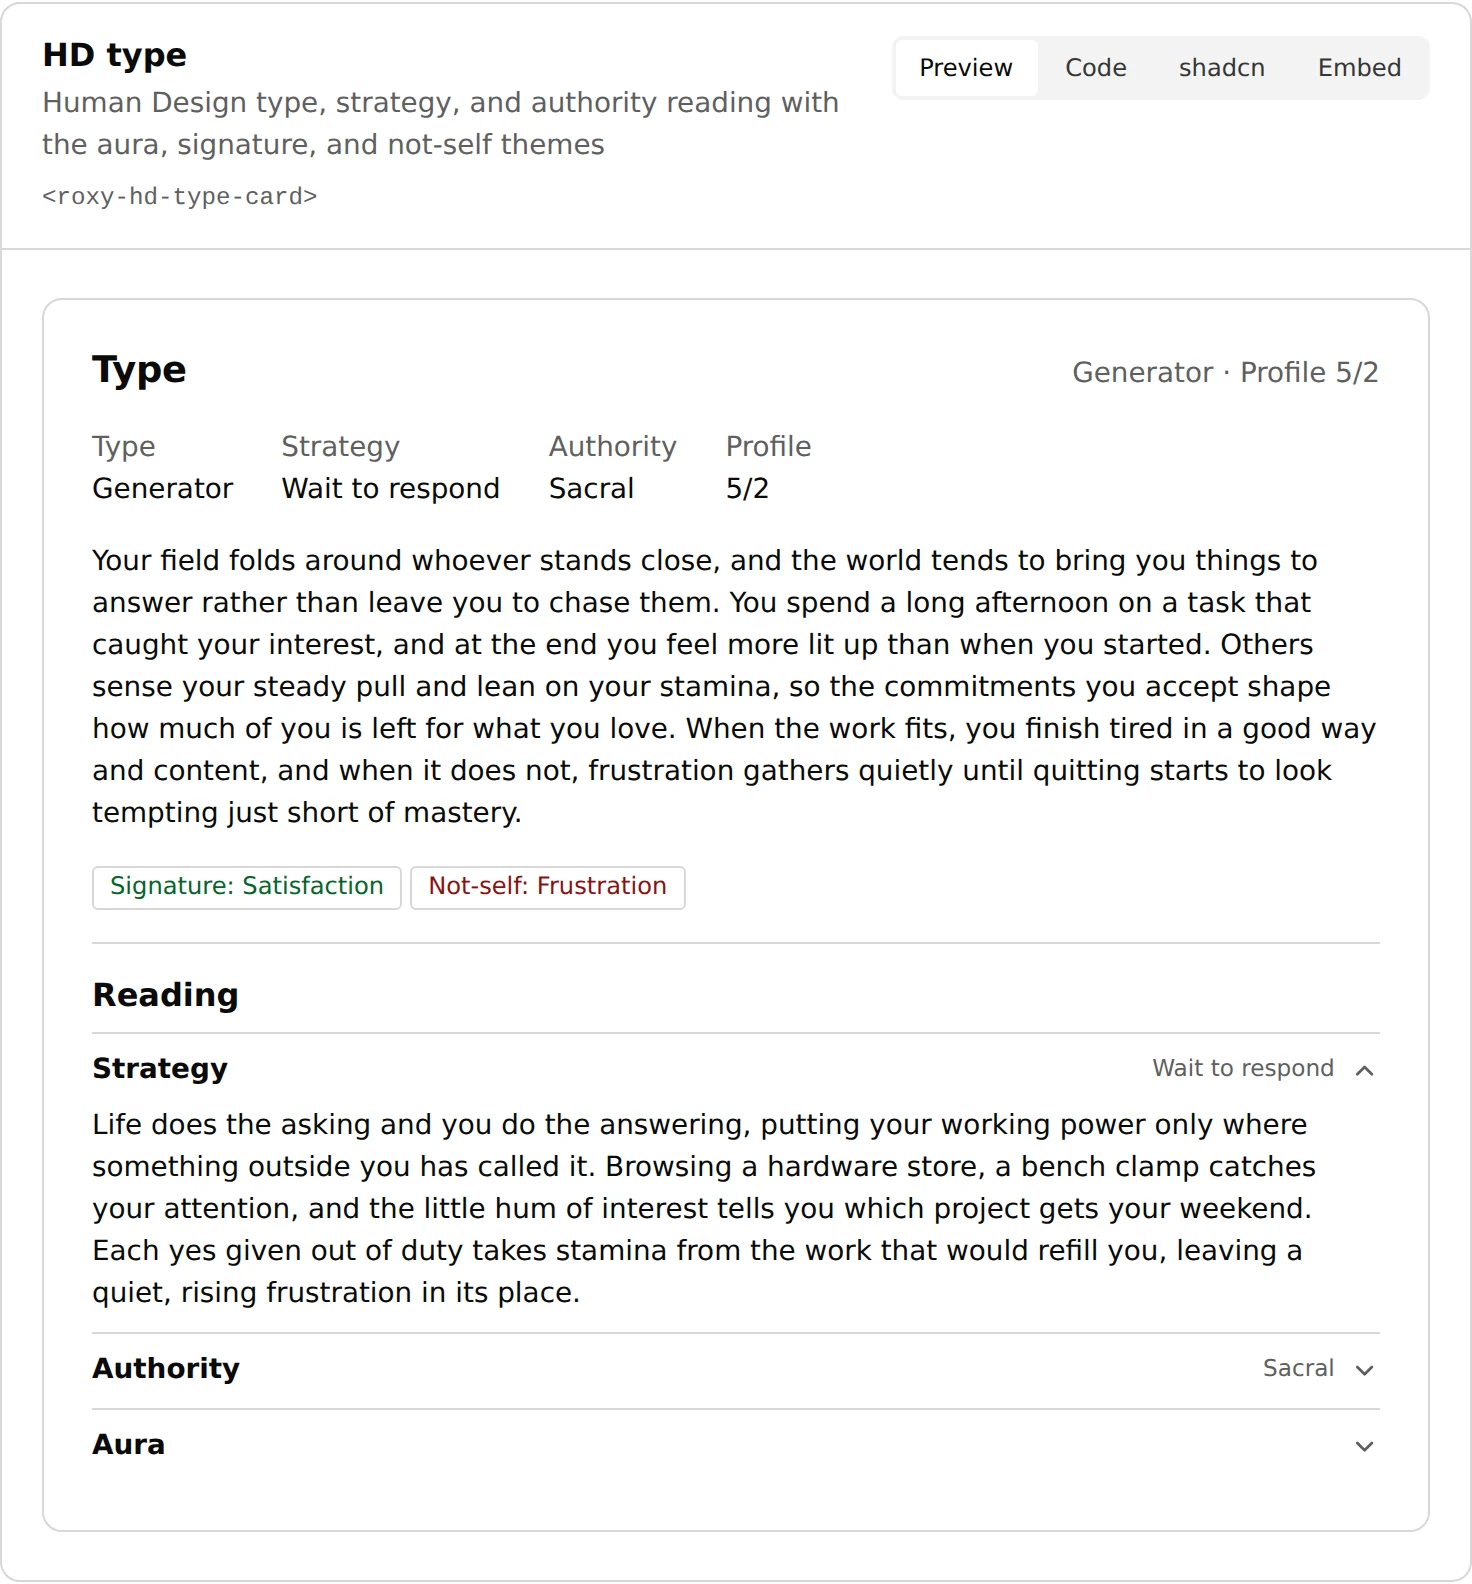 HD type
Human Design type, strategy, and authority reading with
the aura, signature, and not-self themes
<roxy-hd-type-card>
Preview Code shadcn Embed
Type
Generator · Profile 5/2
Type Strategy Authority Profile
Generator Wait to respond Sacral 5/2
Your field folds around whoever stands close, and the world tends to bring you things to
answer rather than leave you to chase them. You spend a long afternoon on a task that
caught your interest, and at the end you feel more lit up than when you started. Others
sense your steady pull and lean on your stamina, so the commitments you accept shape
how much of you is left for what you love. When the work fits, you finish tired in a good way
and content, and when it does not, frustration gathers quietly until quitting starts to look
tempting just short of mastery.
Signature: Satisfaction Not-self: Frustration
Reading
Strategy Wait to respond
Life does the asking and you do the answering, putting your working power only where
something outside you has called it. Browsing a hardware store, a bench clamp catches
your attention, and the little hum of interest tells you which project gets your weekend.
Each yes given out of duty takes stamina from the work that would refill you, leaving a
quiet, rising frustration in its place.
Authority Sacral
Aura